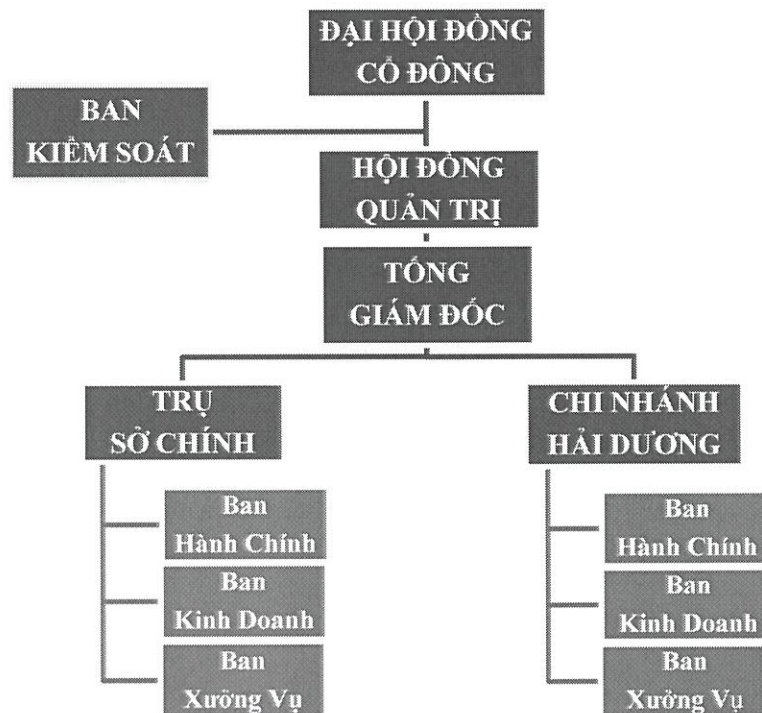 ĐẠI HỘI ĐỒNG
CỔ ĐÔNG
BAN
KIỂM SOÁT
HỘI ĐỒNG
QUẢN TRỊ
TỔNG
GIÁM ĐỐC
TRỤ
SỞ CHÍNH
Ban
Hành Chính
Ban
Kinh Doanh
Ban
Xưởng Vụ
CHI NHÁNH
HẢI DƯƠNG
Ban
Hành Chính
Ban
Kinh Doanh
Ban
Xưởng Vụ